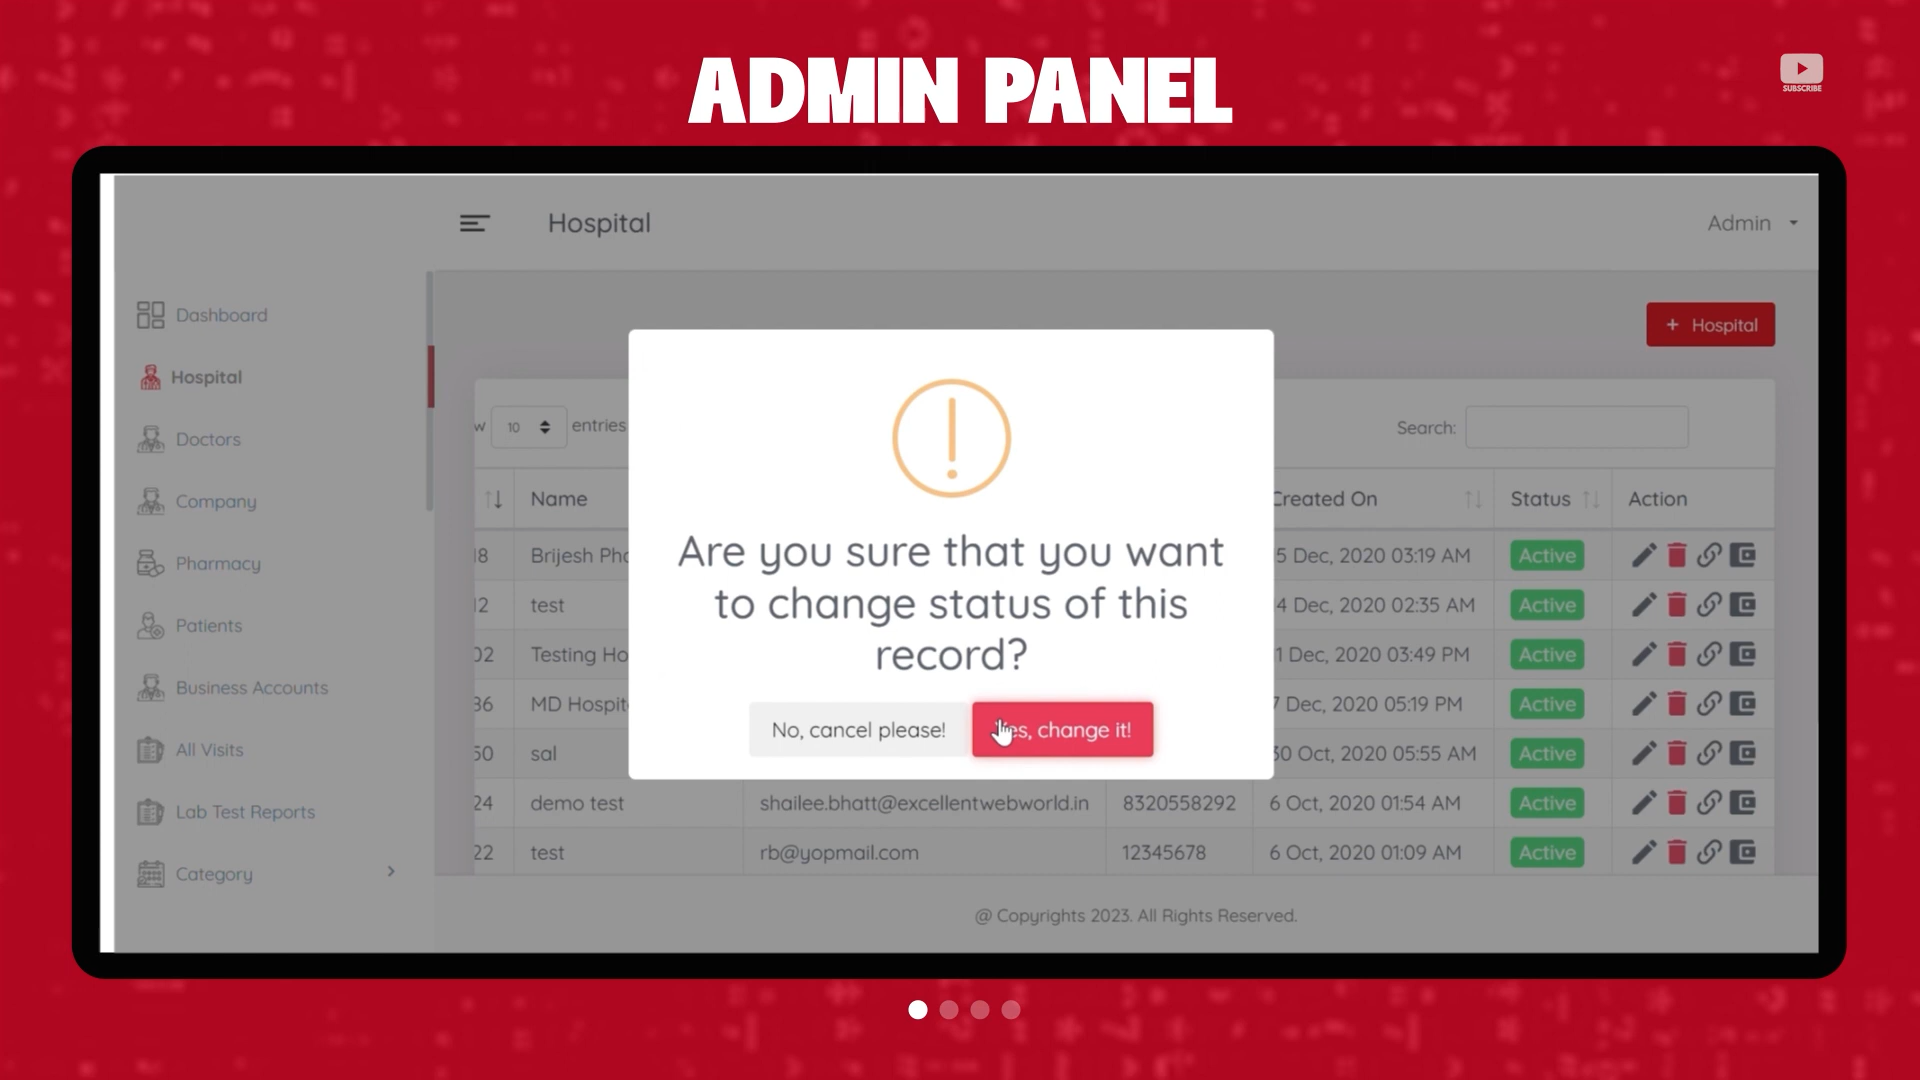 ADMIN PANEL
SUBSCRIBE
Hospital
Admin
Dashboard
Hospital
Doctors
Company
Pharmacy
Patients
Business Accounts
All Visits
Lab Test Reports
Category
+ Hospital
10 entries
Search:
Name Created On Status Action
Brijesh 5 Dec, 2020 03:19 AM Active
test 4 Dec, 2020 02:35 AM Active
Testing 1 Dec, 2020 03:49 PM Active
MD 7 Dec, 2020 05:19 PM Active
sal 30 Oct, 2020 05:55 AM Active
24 demo test shailee.bhatt@excellentwebworld.in 8320558292 6 Oct, 2020 01:54 AM Active
22 test rb@yopmail.com 12345678 6 Oct, 2020 01:09 AM Active
Are you sure that you want
to change status of this
record?
No, cancel please!
Yes, change it!
@ Copyrights 2023. All Rights Reserved.